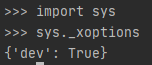 >>> import sys
>>> sys._xoptions
{'dev': True}